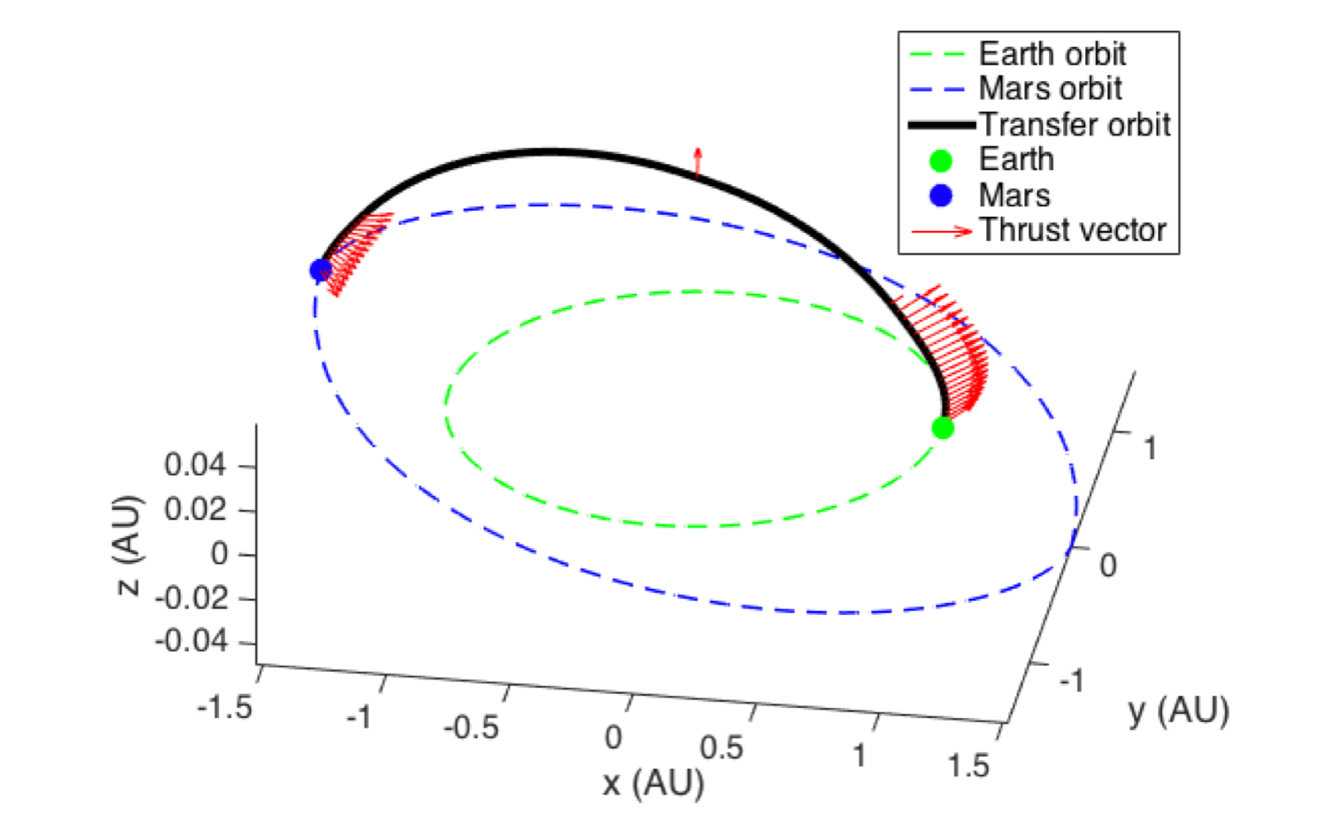 Earth orbit
Mars orbit
Transfer orbit
Earth
Mars
Thrust vector
0.04
0.02
0
-0.02
-0.04
z (AU)
-1.5
-1
-0.5
0
0.5
1
1.5
x (AU)
1
0
-1
y (AU)